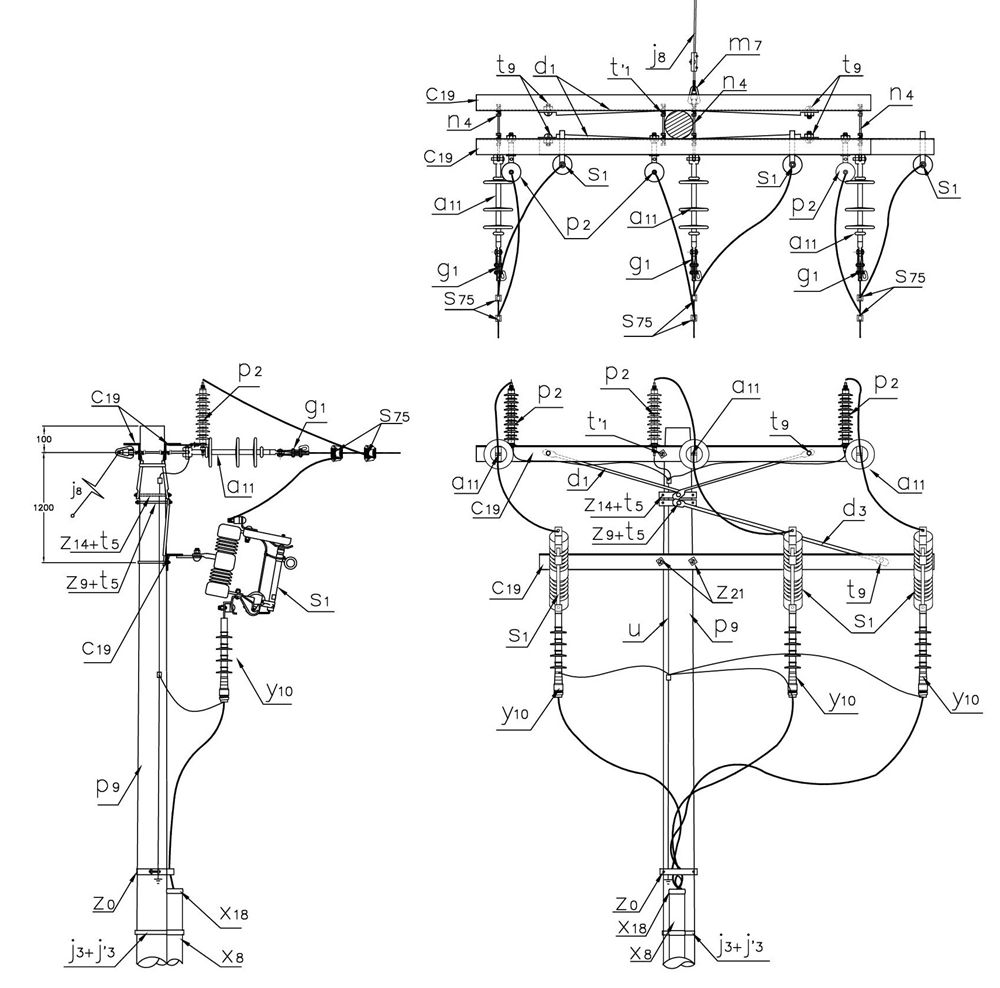 j8
m7
t9
d1
t'1
n4
t9
C19
n4
n4
C19
S1
S1
p2
S1
a11
p2
a11
a11
g1
g1
g1
S75
S75
S75
p2
g1
S75
C19
100
1200
j8
a11
z14+t5
z9+t5
C19
S1
y10
p9
z0
X18
j3+j'3
X8
p2
p2
a11
p2
t'1
t9
a11
d1
a11
C19
z14+t5
z9+t5
d3
C19
z21
t9
S1
u
p9
S1
y10
y10
y10
z0
X18
X8
j3+j'3